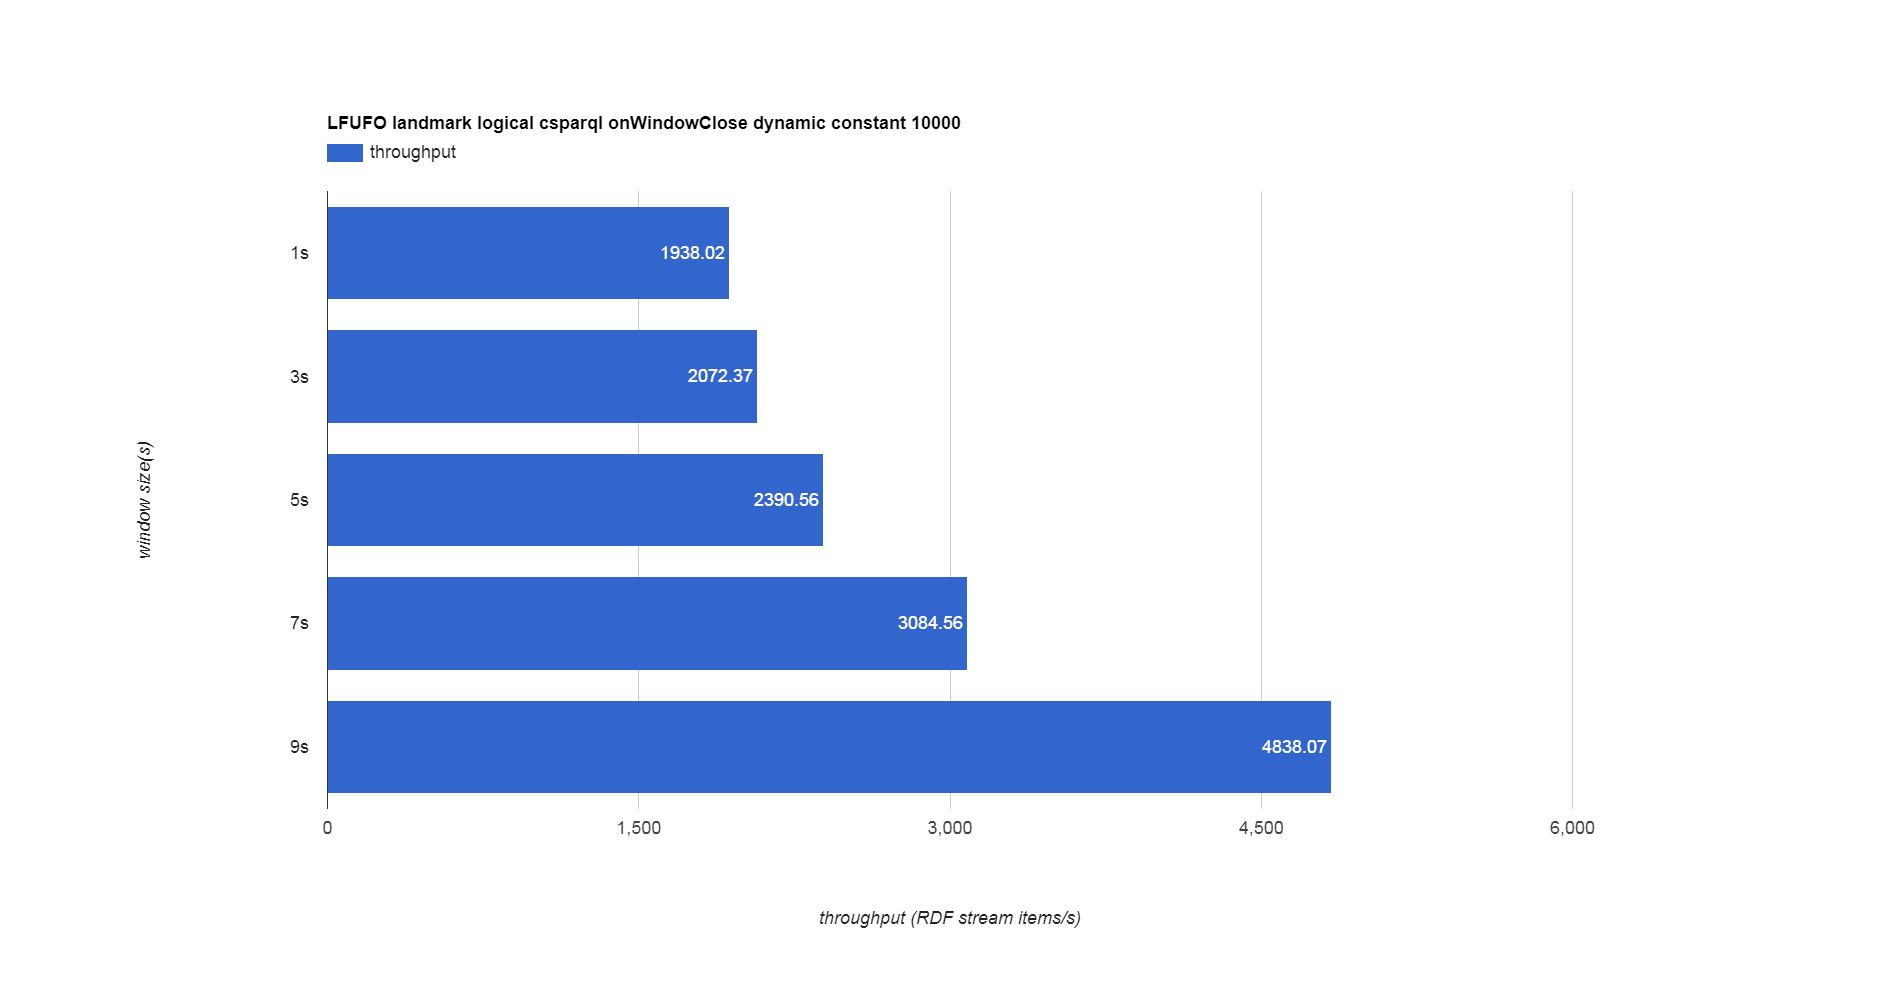 LFUFO landmark logical csparql onWindowClose dynamic constant 10000
throughput
1s
1938.02
3s
2072.37
5s
2390.56
7s
3084.56
9s
4838.07
window size(s)
0
1,500
3,000
4,500
6,000
throughput (RDF stream items/s)